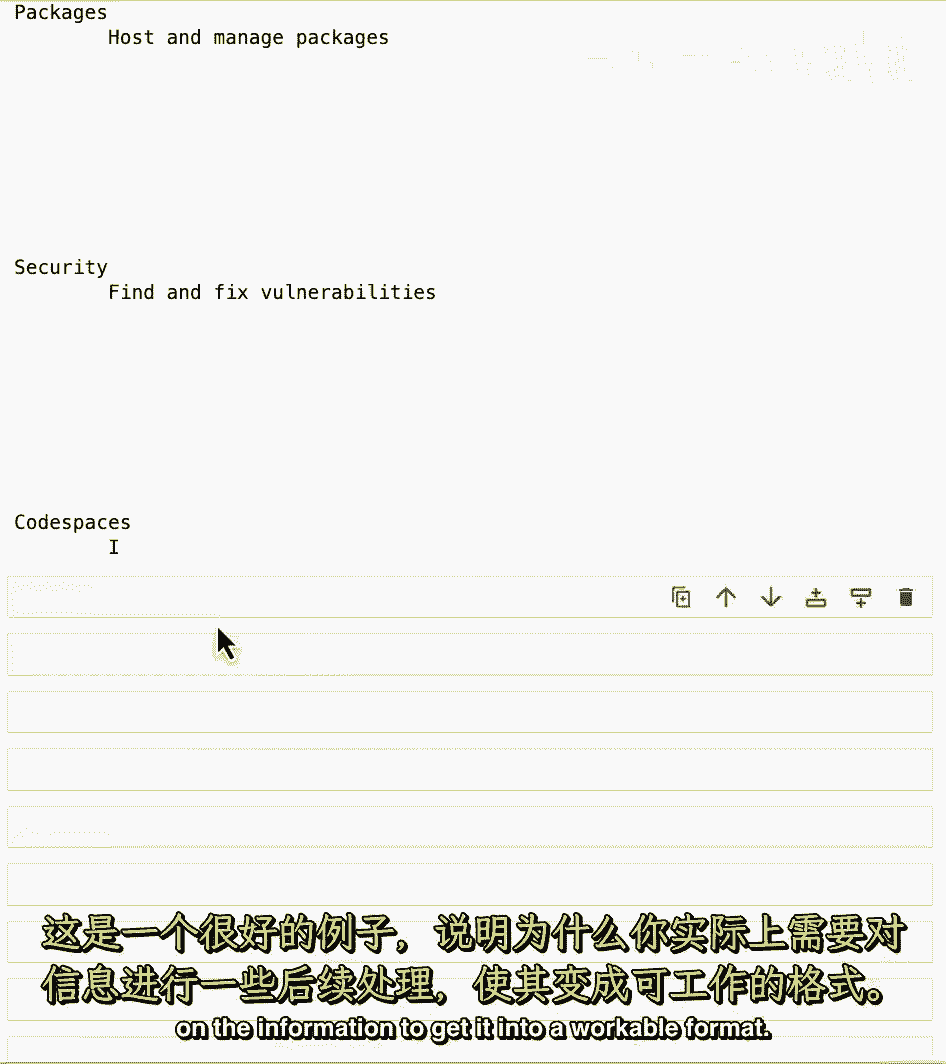 Packages
Host and manage packages
Security
Find and fix vulnerabilities
Codespaces
I
这是一个很好的例子，说明为什么你实际上需要对
信息进行一些后续处理，使其变成可工作的格式。
on the information to get it into a workable format.